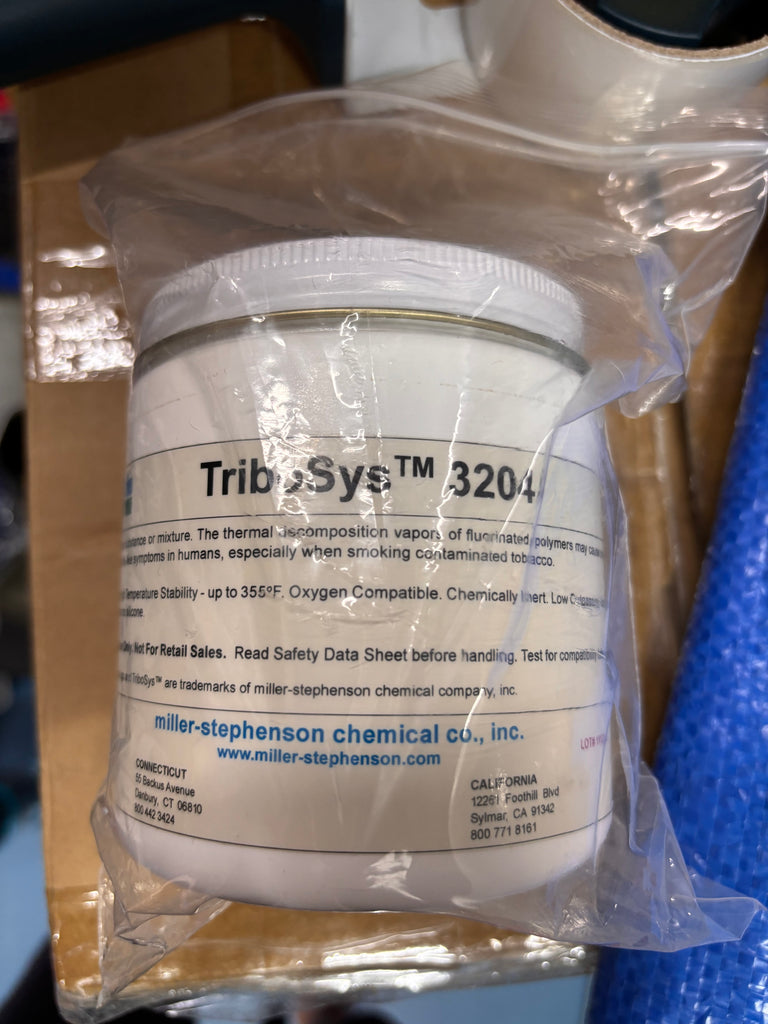 TriboSys™ 3204
or mixture. The thermal decomposition vapors of fluorinated polymers may cause
symptoms in humans, especially when smoking contaminated tobacco.
Temperature Stability - up to 355°F. Oxygen Compatible. Chemically Inert. Low
silicone.
Only. Not For Retail Sales. Read Safety Data Sheet before handling. Test for compatibility
and TriboSys™ are trademarks of miller-stephenson chemical company, inc.
miller-stephenson chemical co., inc.
www.miller-stephenson.com
LOT#
CONNECTICUT
55 Backus Avenue
Danbury, CT 06810
800 442 3424
CALIFORNIA
12261 Foothill Blvd
Sylmar, CA 91342
800 771 8161